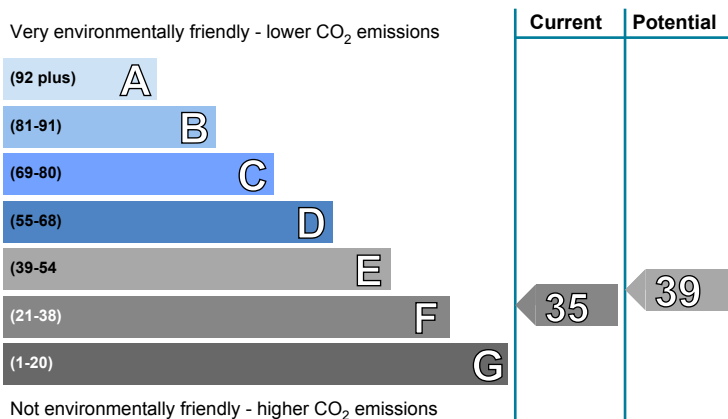 Current Potential
Very environmentally friendly - lower CO2 emissions
(92 plus) A
(81-91) B
(69-80) C
(55-68) D
(39-54 E
(21-38) F
(1-20) G
35
39
Not environmentally friendly - higher CO2 emissions